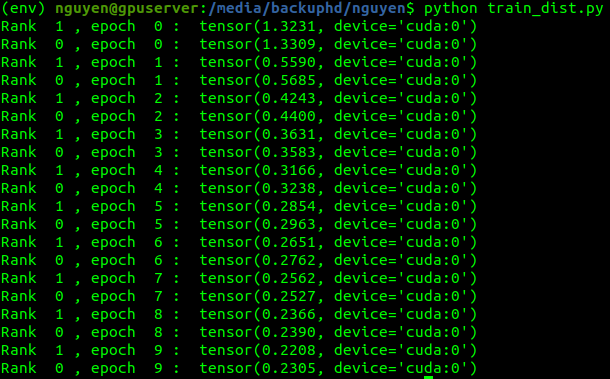 (env) nguyen@gpuserver:/media/backuphd/nguyen$ python train_dist.py
Rank  1 , epoch  0 :  tensor(1.3231, device='cuda:0')
Rank  0 , epoch  0 :  tensor(1.3309, device='cuda:0')
Rank  1 , epoch  1 :  tensor(0.5590, device='cuda:0')
Rank  0 , epoch  1 :  tensor(0.5685, device='cuda:0')
Rank  1 , epoch  2 :  tensor(0.4243, device='cuda:0')
Rank  0 , epoch  2 :  tensor(0.4400, device='cuda:0')
Rank  1 , epoch  3 :  tensor(0.3631, device='cuda:0')
Rank  0 , epoch  3 :  tensor(0.3583, device='cuda:0')
Rank  1 , epoch  4 :  tensor(0.3166, device='cuda:0')
Rank  0 , epoch  4 :  tensor(0.3238, device='cuda:0')
Rank  1 , epoch  5 :  tensor(0.2854, device='cuda:0')
Rank  0 , epoch  5 :  tensor(0.2963, device='cuda:0')
Rank  1 , epoch  6 :  tensor(0.2651, device='cuda:0')
Rank  0 , epoch  6 :  tensor(0.2762, device='cuda:0')
Rank  1 , epoch  7 :  tensor(0.2562, device='cuda:0')
Rank  0 , epoch  7 :  tensor(0.2527, device='cuda:0')
Rank  1 , epoch  8 :  tensor(0.2366, device='cuda:0')
Rank  0 , epoch  8 :  tensor(0.2390, device='cuda:0')
Rank  1 , epoch  9 :  tensor(0.2208, device='cuda:0')
Rank  0 , epoch  9 :  tensor(0.2305, device='cuda:0')